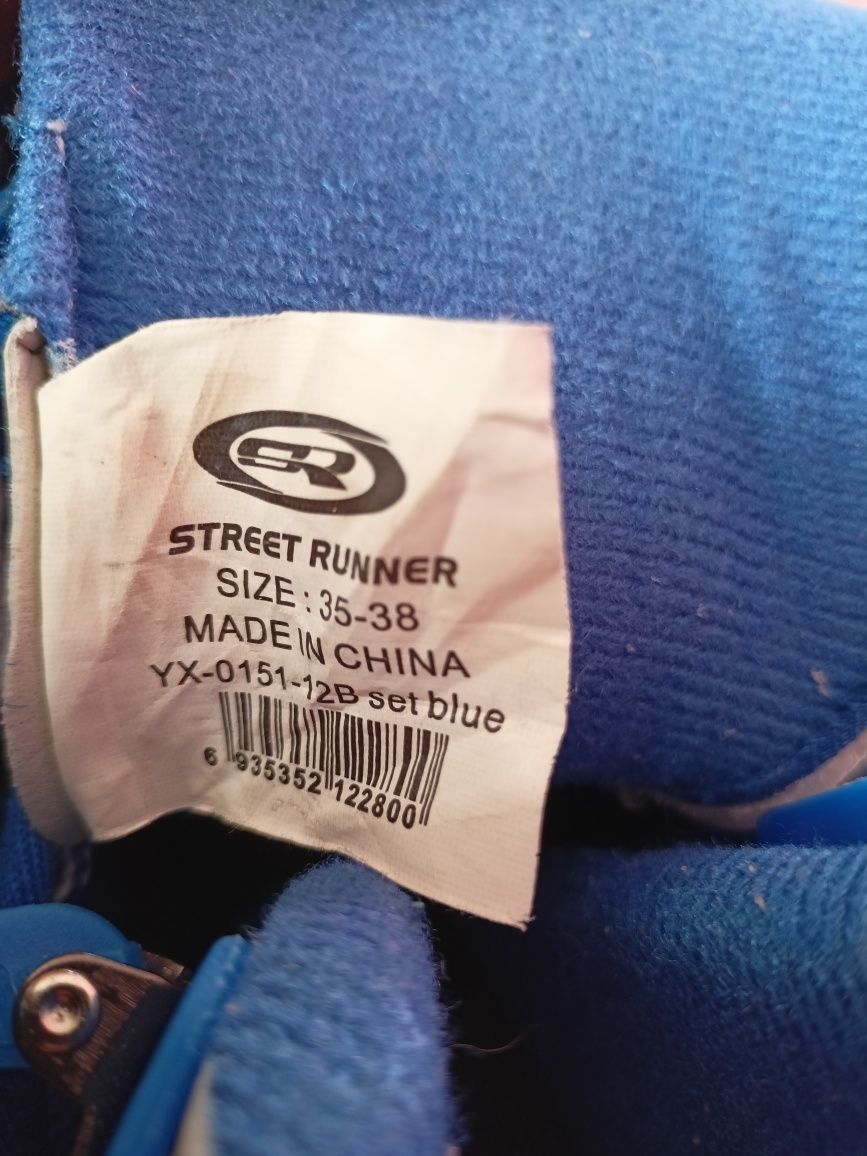 SR
STREET RUNNER
SIZE : 35-38
MADE IN CHINA
YX-0151-12B set blue
6 935352 122800